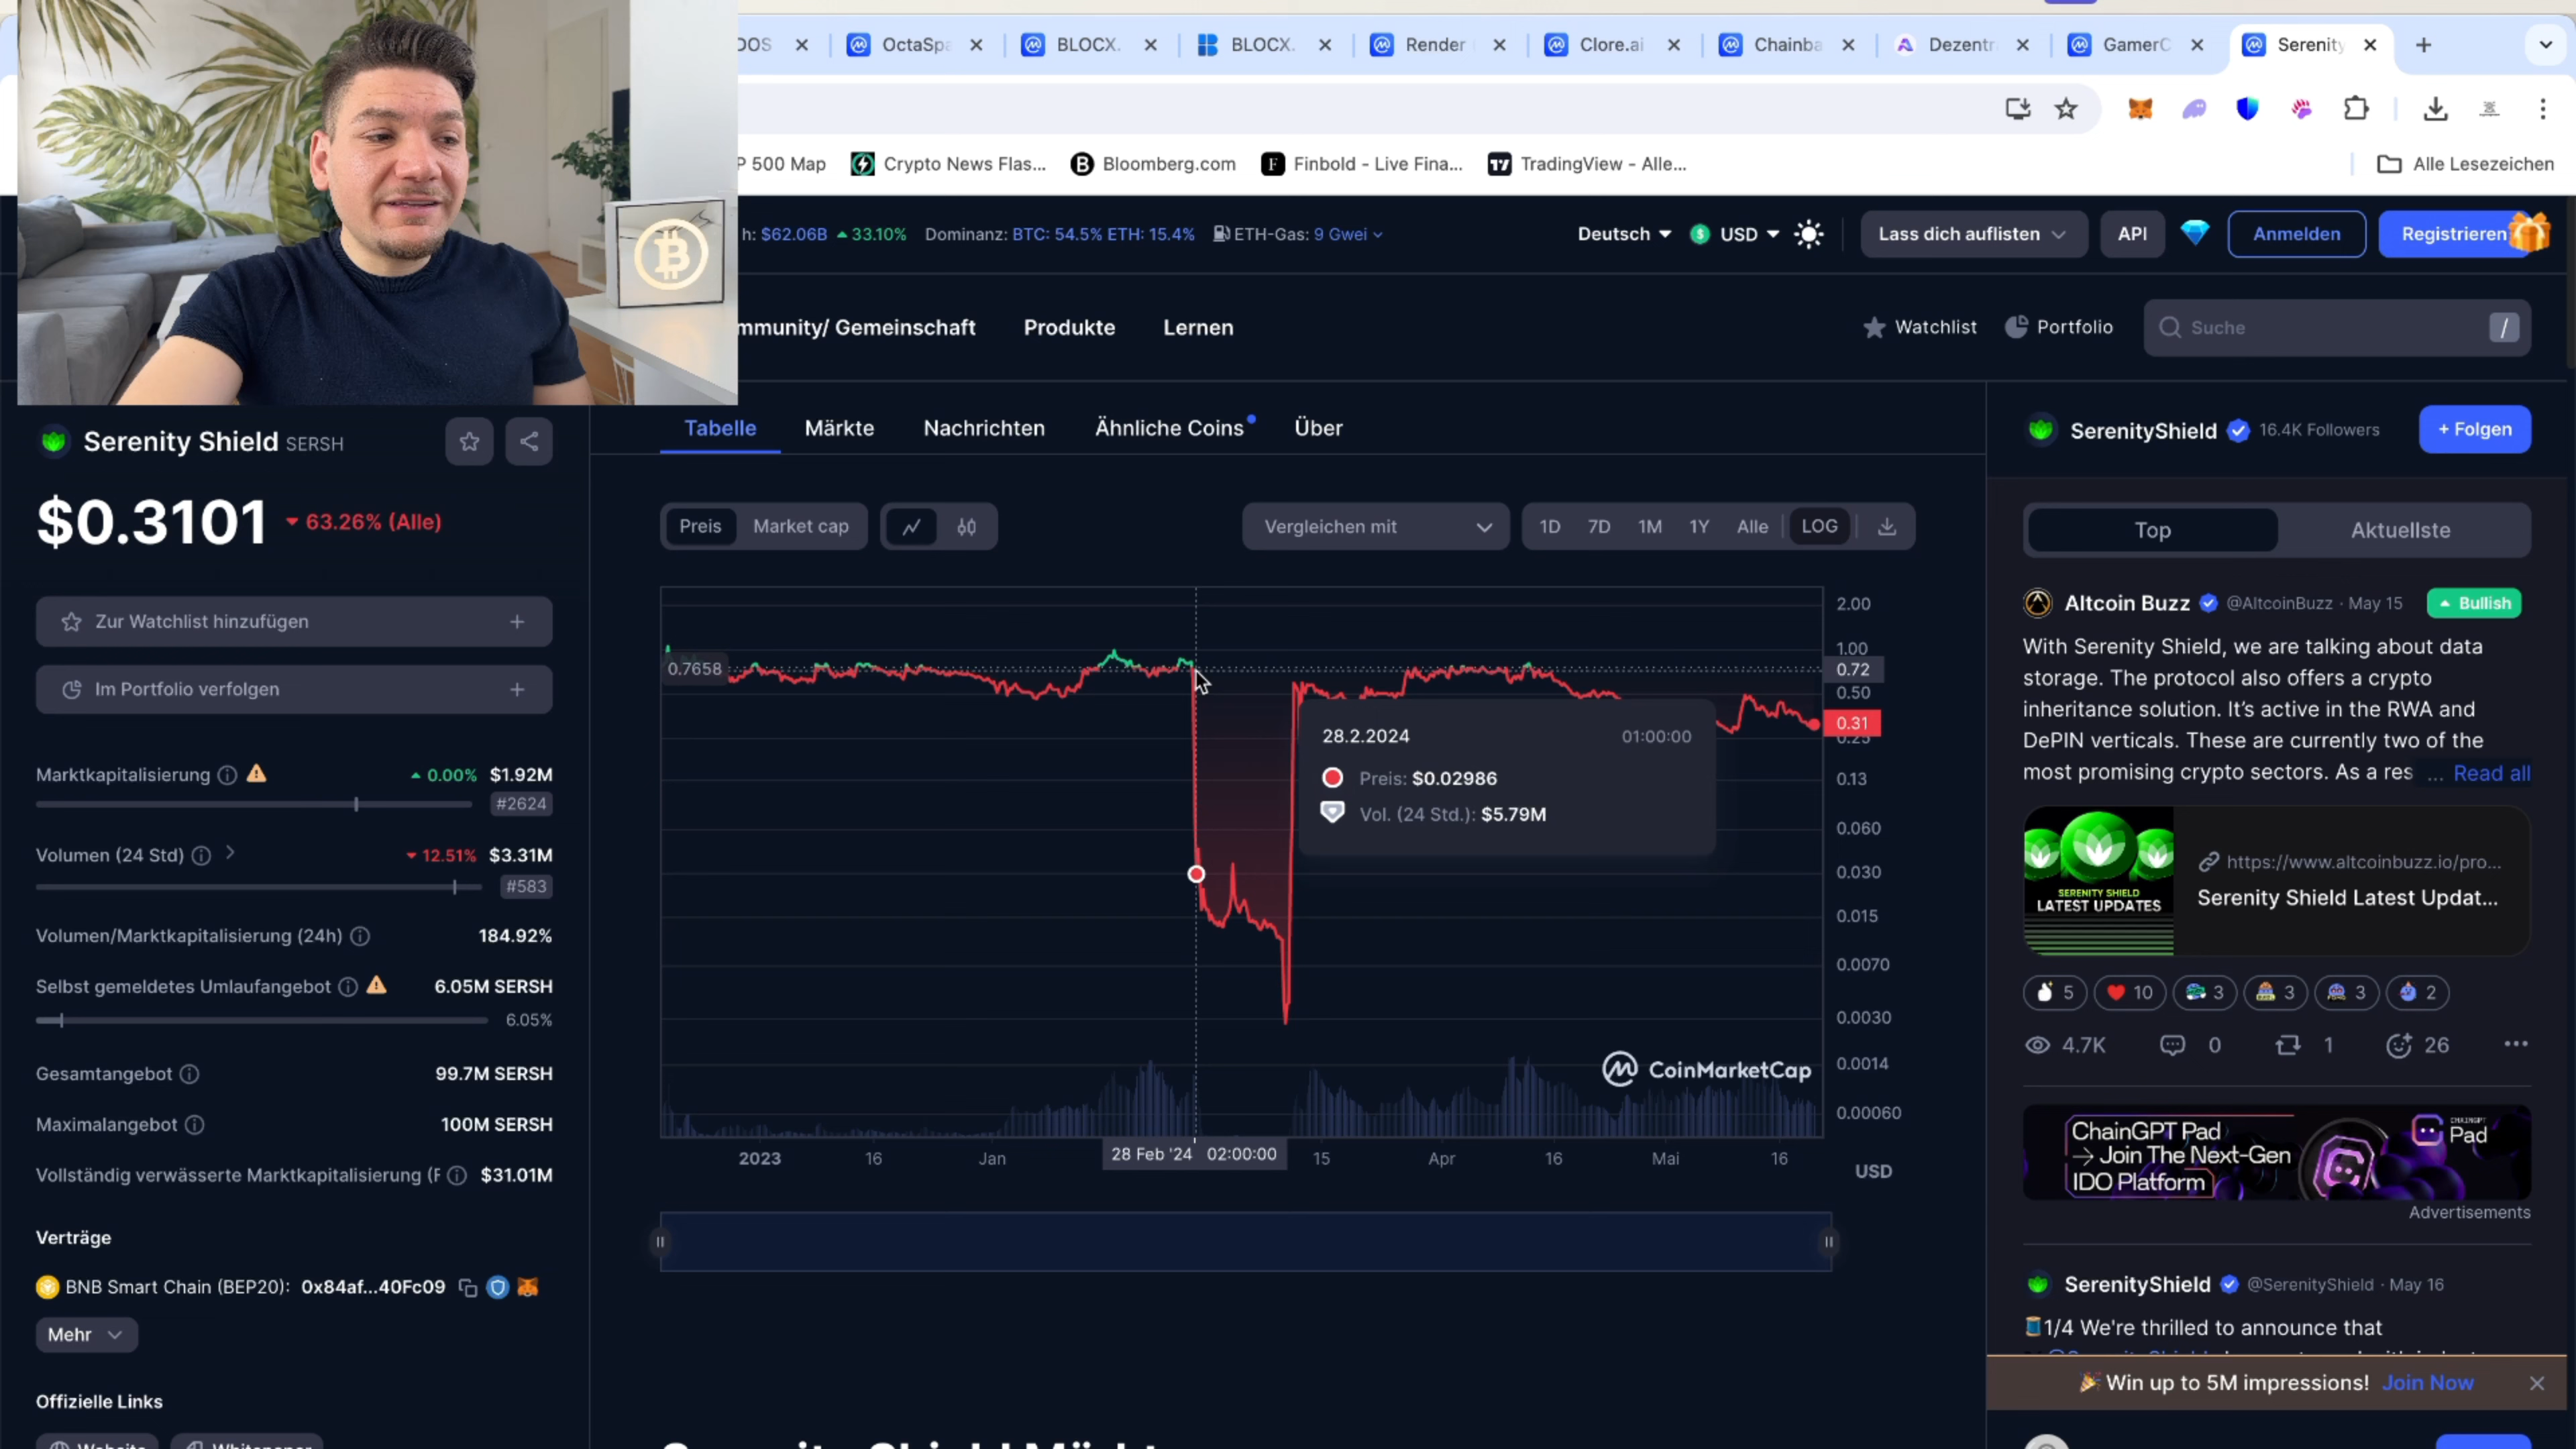 DOS
OctaSpa
BLOCX.
BLOCX.
Render
Clore.ai
Chainba
Dezentr
GamerC
Serenity
P 500 Map
Crypto News Flas...
Bloomberg.com
Finbold - Live Fina...
TradingView - Alle...
Alle Lesezeichen
h: $62.06B 33.10% Dominanz: BTC: 54.5% ETH: 15.4% ETH-Gas: 9 Gwei
Deutsch
USD
Lass dich auflisten
API
Anmelden
Registrieren
mmunity/ Gemeinschaft
Produkte
Lernen
Watchlist
Portfolio
Suche
/
Serenity Shield SERSH
$0.3101 63.26% (Alle)
Zur Watchlist hinzufügen +
Im Portfolio verfolgen +
Marktkapitalisierung 0.00% $1.92M
#2624
Volumen (24 Std) 12.51% $3.31M
#583
Volumen/Marktkapitalisierung (24h) 184.92%
Selbst gemeldetes Umlaufangebot 6.05M SERSH
6.05%
Gesamtangebot 99.7M SERSH
Maximalangebot 100M SERSH
Vollständig verwässerte Marktkapitalisierung (F $31.01M
Verträge
BNB Smart Chain (BEP20): 0x84af...40Fc09
Mehr
Offizielle Links
Website
Whitepaper
Tabelle
Märkte
Nachrichten
Ähnliche Coins
Über
Preis
Market cap
Vergleichen mit
1D 7D 1M 1Y Alle LOG
0.7658
2.00
1.00
0.72
0.50
0.31
0.25
0.13
0.060
0.030
0.015
0.0070
0.0030
0.0014
0.00060
28.2.2024 01:00:00
Preis: $0.02986
Vol. (24 Std.): $5.79M
CoinMarketCap
2023 16 Jan 28 Feb '24 02:00:00 15 Apr 16 Mai 16
USD
SerenityShield 16.4K Followers
+ Folgen
Top
Aktuellste
Altcoin Buzz @AltcoinBuzz · May 15 Bullish
With Serenity Shield, we are talking about data
storage. The protocol also offers a crypto
inheritance solution. It's active in the RWA and
DePIN verticals. These are currently two of the
most promising crypto sectors. As a res ... Read all
SERENITY SHIELD
LATEST UPDATES
https://www.altcoinbuzz.io/pro...
Serenity Shield Latest Updat...
5 10 3 3 3 2
4.7K 0 1 26
ChainGPT Pad
→ Join The Next-Gen
IDO Platform
CHAINGPT
Pad
Advertisements
SerenityShield @SerenityShield · May 16
1/4 We're thrilled to announce that
Win up to 5M impressions! Join Now